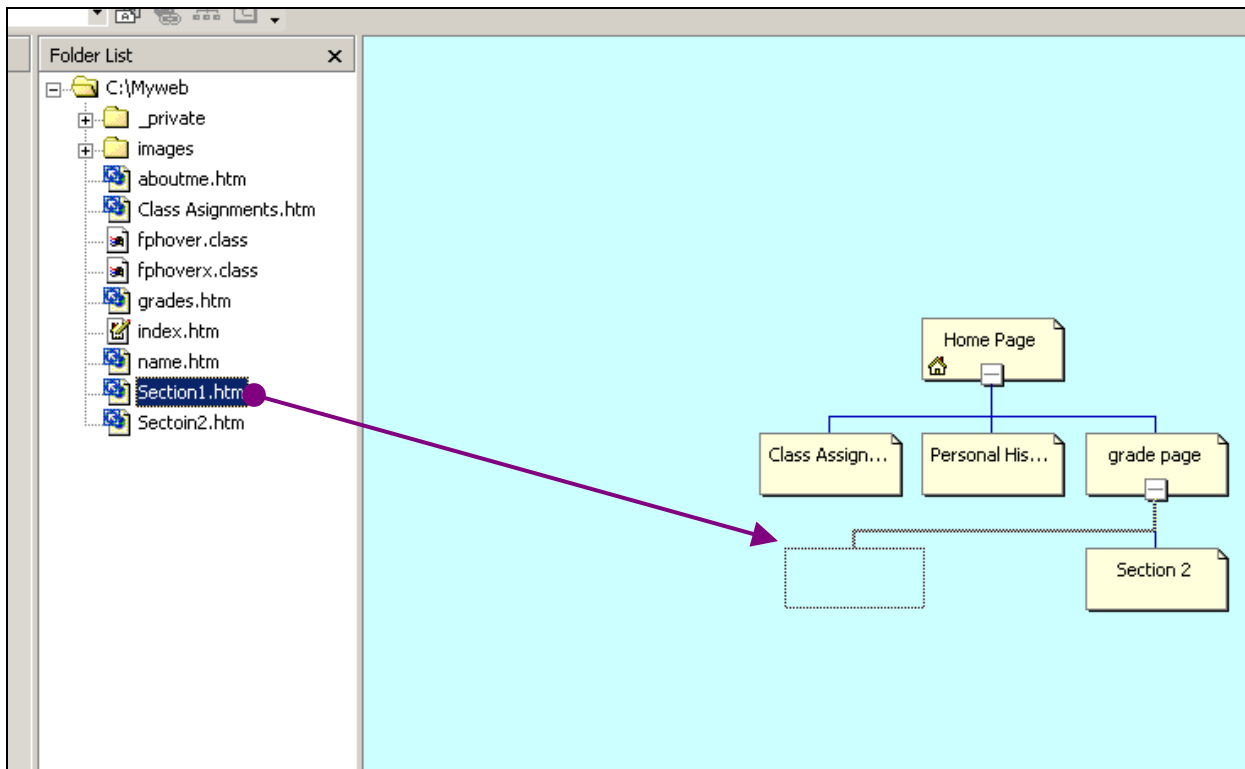 Folder List
C:\Myweb
_private
images
aboutme.htm
Class Asignments.htm
fphover.class
fphoverx.class
grades.htm
index.htm
name.htm
Section1.htm
Sectoin2.htm
Home Page
Class Assign...
Personal His...
grade page
Section 2